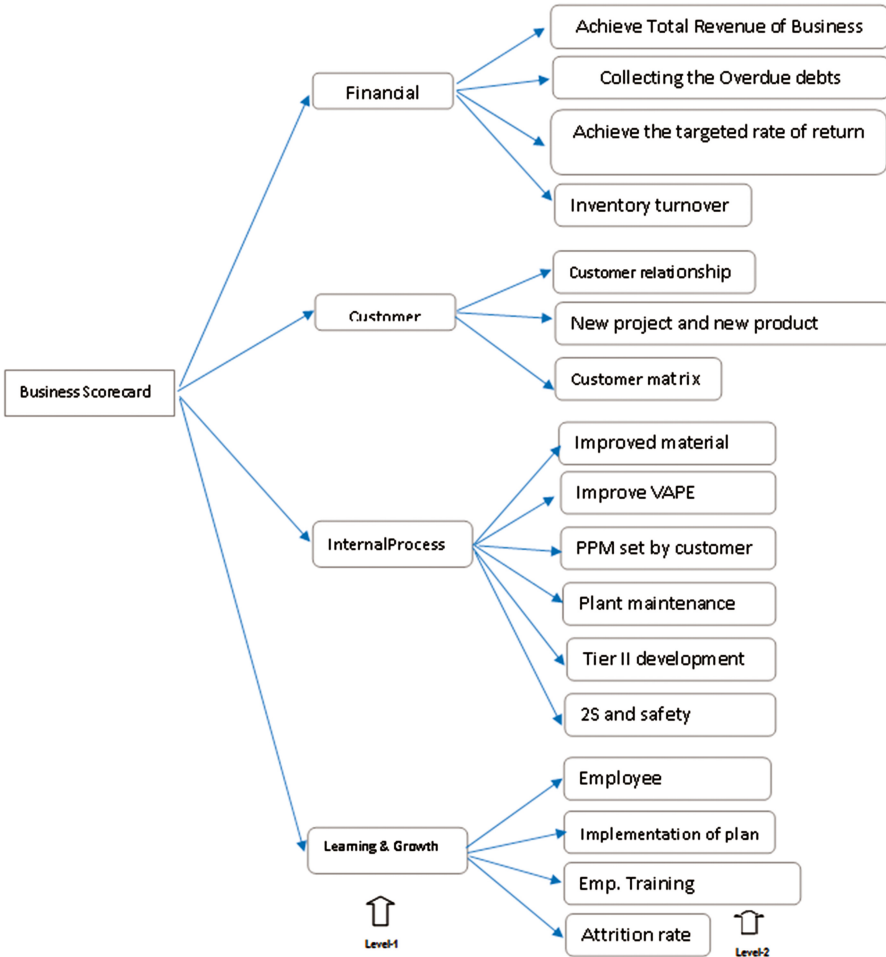 Achieve Total Revenue of Business
Collecting the Overdue debts
Financial
Achieve the targeted rate of return
Inventory turnover
Customer relationship
Customer
New project and new product
Customer matrix
Business Scorecard
Improved material
Improve VAPE
InternalProcess
PPM set by customer
Plant maintenance
Tier II development
2S and safety
Employee
Learning & Growth
Implementation of plan
Emp. Training
Attrition rate
Level-1
Level-2